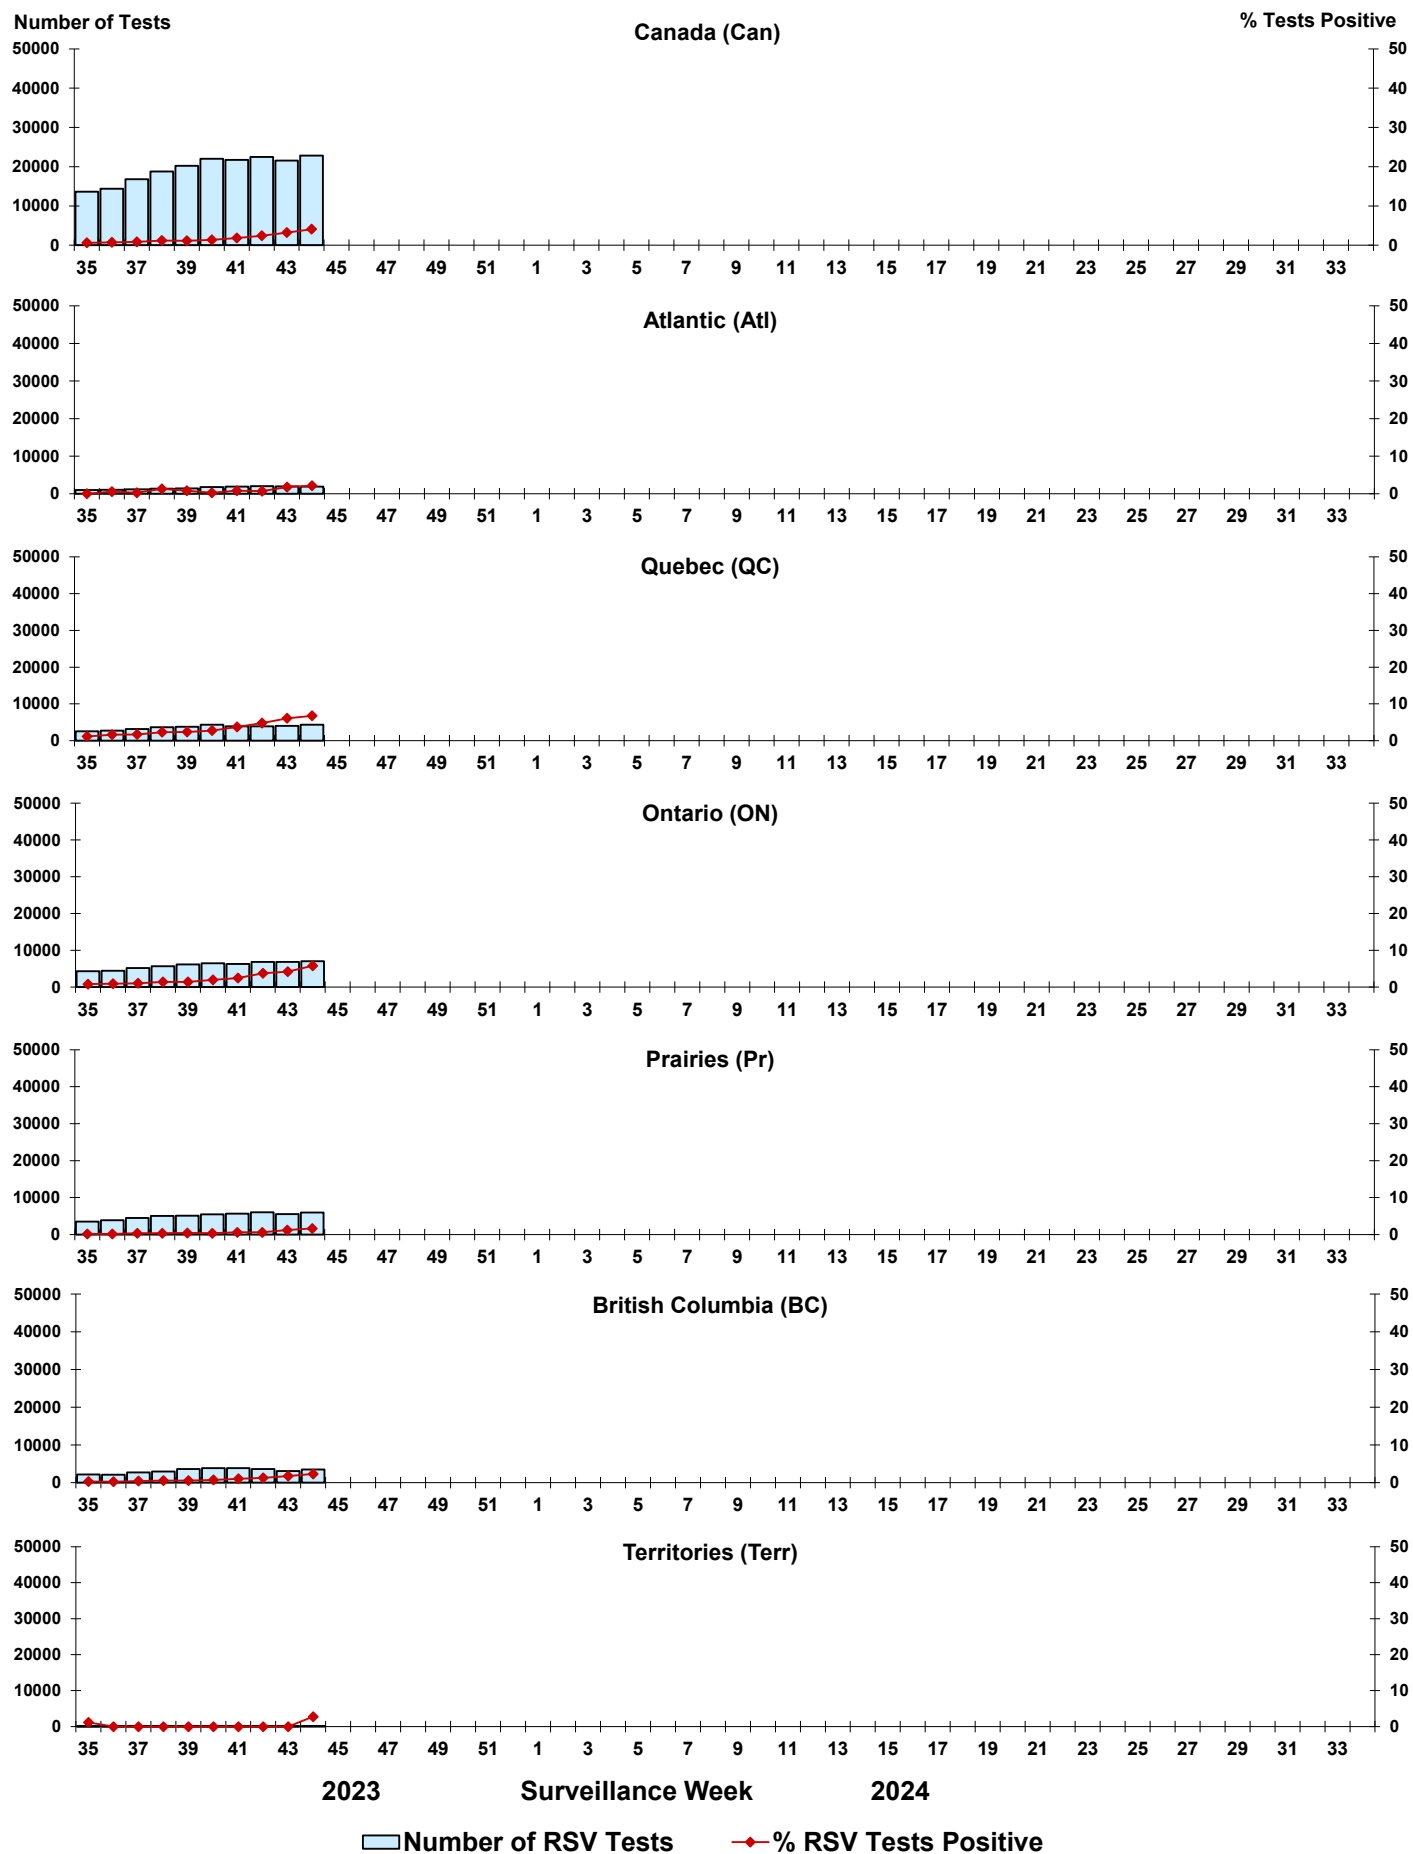 Number of Tests
Canada (Can)
% Tests Positive
50000 50
40000 40
30000 30
20000 20
10000 10
0 0
35 37 39 41 43 45 47 49 51 1 3 5 7 9 11 13 15 17 19 21 23 25 27 29 31 33
Atlantic (Atl)
50000 50
40000 40
30000 30
20000 20
10000 10
0 0
35 37 39 41 43 45 47 49 51 1 3 5 7 9 11 13 15 17 19 21 23 25 27 29 31 33
Quebec (QC)
50000 50
40000 40
30000 30
20000 20
10000 10
0 0
35 37 39 41 43 45 47 49 51 1 3 5 7 9 11 13 15 17 19 21 23 25 27 29 31 33
Ontario (ON)
50000 50
40000 40
30000 30
20000 20
10000 10
0 0
35 37 39 41 43 45 47 49 51 1 3 5 7 9 11 13 15 17 19 21 23 25 27 29 31 33
Prairies (Pr)
50000 50
40000 40
30000 30
20000 20
10000 10
0 0
35 37 39 41 43 45 47 49 51 1 3 5 7 9 11 13 15 17 19 21 23 25 27 29 31 33
British Columbia (BC)
50000 50
40000 40
30000 30
20000 20
10000 10
0 0
35 37 39 41 43 45 47 49 51 1 3 5 7 9 11 13 15 17 19 21 23 25 27 29 31 33
Territories (Terr)
50000 50
40000 40
30000 30
20000 20
10000 10
0 0
35 37 39 41 43 45 47 49 51 1 3 5 7 9 11 13 15 17 19 21 23 25 27 29 31 33
2023 Surveillance Week 2024
Number of RSV Tests % RSV Tests Positive